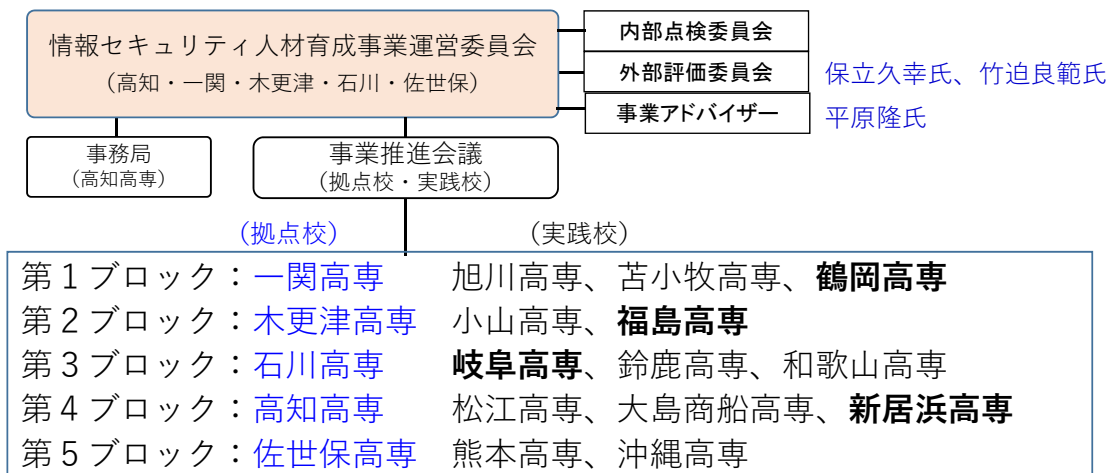 情報セキュリティ人材育成事業運営委員会
（高知・一関・木更津・石川・佐世保）
内部点検委員会
外部評価委員会 保立久幸氏、竹迫良範氏
事業アドバイザー 平原隆氏
事務局
(高知高専)
事業推進会議
（拠点校・実践校）
（拠点校） （実践校）
第１ブロック：一関高専 旭川高専、苫小牧高専、鶴岡高専
第２ブロック：木更津高専 小山高専、福島高専
第３ブロック：石川高専 岐阜高専、鈴鹿高専、和歌山高専
第４ブロック：高知高専 松江高専、大島商船高専、新居浜高専
第５ブロック：佐世保高専 熊本高専、沖縄高専